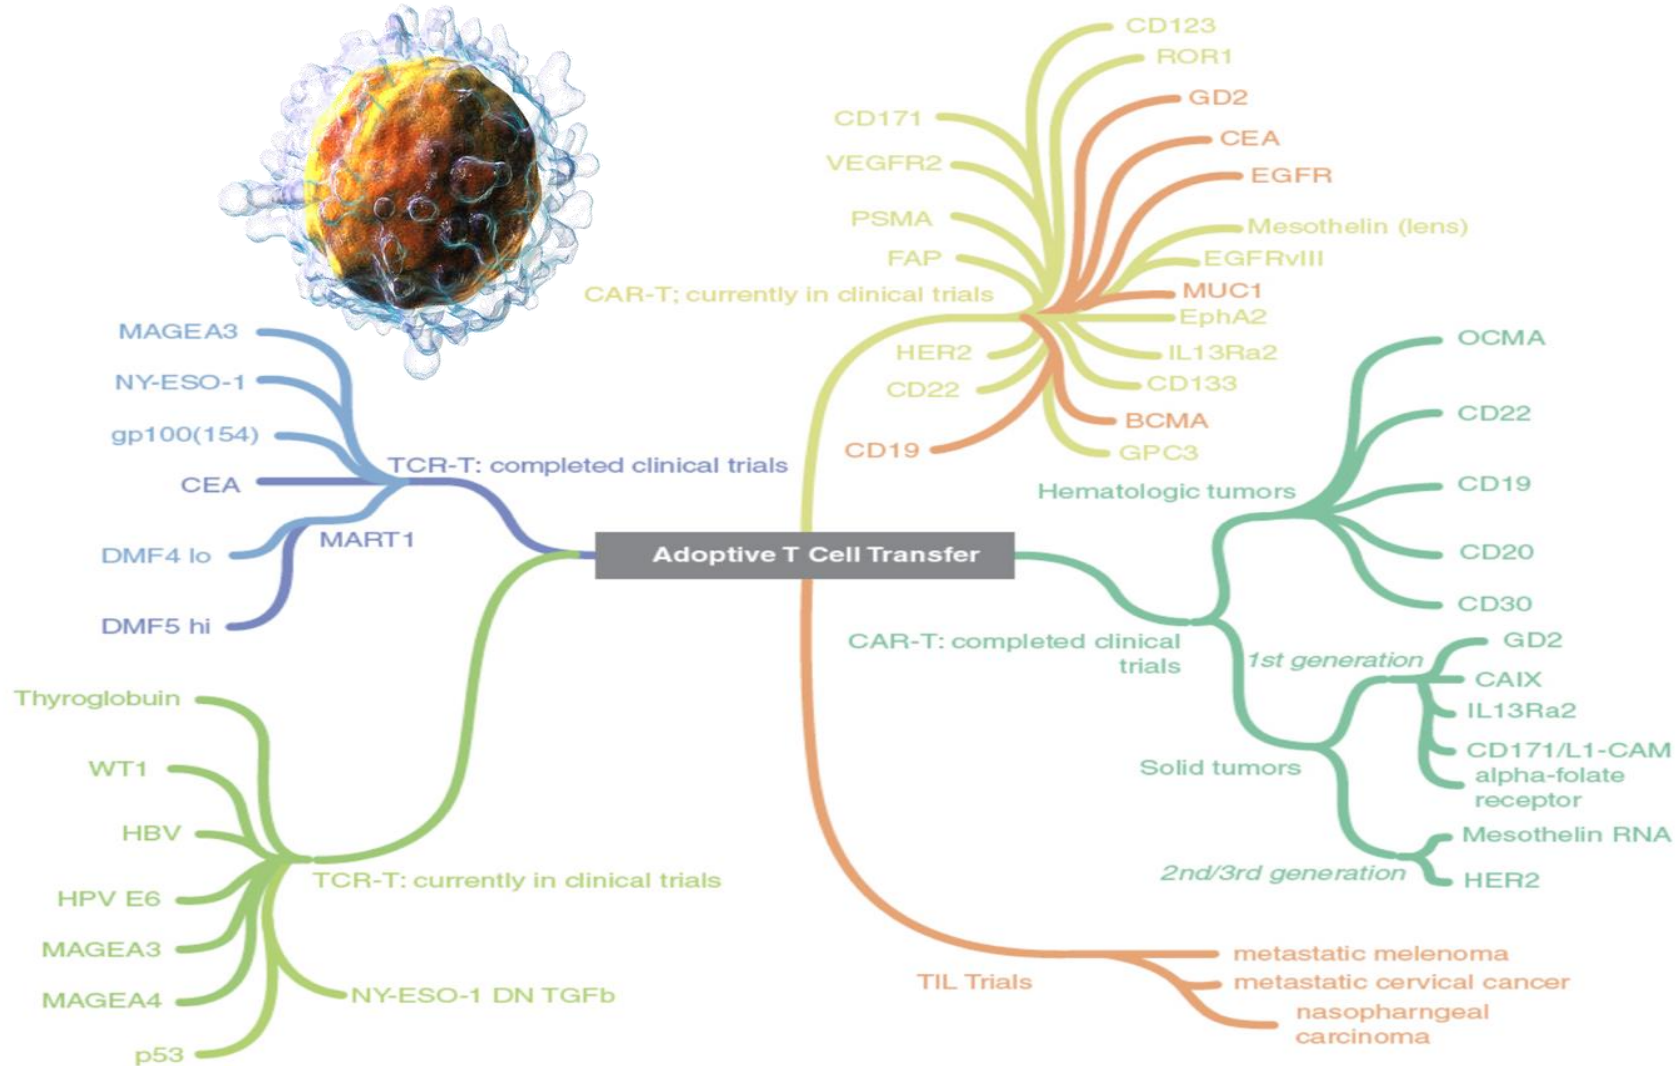 CD123
ROR1
GD2
CEA
EGFR
Mesothelin (lens)
EGFRvIII
MUC1
EphA2
IL13Ra2
CD133
BCMA
GPC3
CD171
VEGFR2
PSMA
FAP
CAR-T; currently in clinical trials
HER2
CD22
CD19
MAGEA3
NY-ESO-1
gp100(154)
CEA
TCR-T: completed clinical trials
MART1
DMF4 lo
DMF5 hi
Adoptive T Cell Transfer
Hematologic tumors
OCMA
CD22
CD19
CD20
CD30
CAR-T: completed clinical
trials
1st generation
GD2
CAIX
IL13Ra2
CD171/L1-CAM
alpha-folate
receptor
Solid tumors
2nd/3rd generation
Mesothelin RNA
HER2
Thyroglobuin
WT1
HBV
HPV E6
MAGEA3
MAGEA4
p53
TCR-T: currently in clinical trials
NY-ESO-1 DN TGFb
TIL Trials
metastatic melenoma
metastatic cervical cancer
nasopharngeal
carcinoma